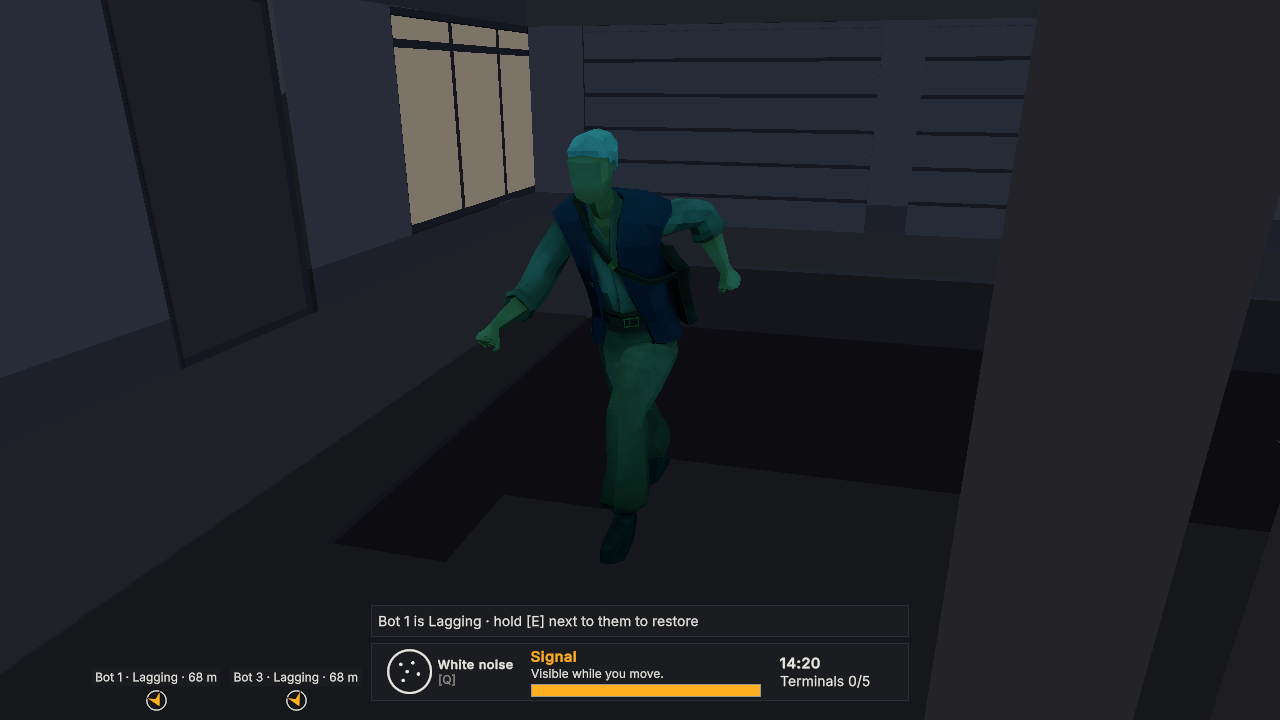 Bot 1 is Lagging · hold [E] next to them to restore
White noise
[Q]
Signal
Visible while you move.
14:20
Terminals 0/5
Bot 1 · Lagging · 68 m
Bot 3 · Lagging · 68 m